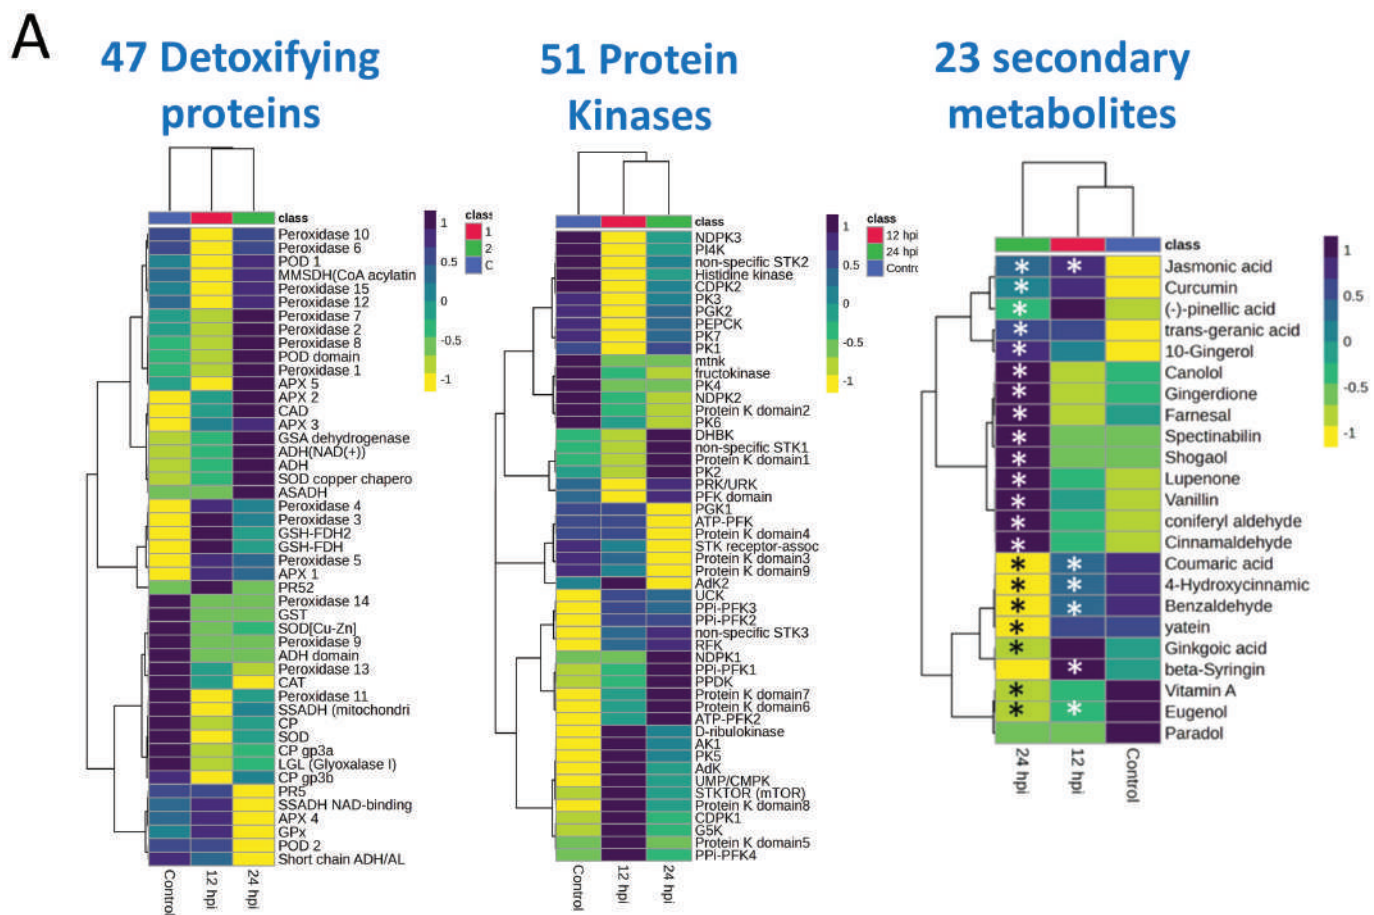 A
47 Detoxifying
proteins
class
Peroxidase 10
Peroxidase 6
POD 1
MMSDH(CoA acylatin
Peroxidase 15
Peroxidase 12
Peroxidase 7
Peroxidase 2
Peroxidase 8
POD domain
Peroxidase 1
APX 5
APX 2
CAD
APX 3
GSA dehydrogenase
ADH(NAD(+))
ADH
SOD copper chapero
ASADH
Peroxidase 4
Peroxidase 3
GSH-FDH2
GSH-FDH
Peroxidase 5
APX 1
PR52
Peroxidase 14
GST
SOD[Cu-Zn]
Peroxidase 9
ADH domain
Peroxidase 13
CAT
Peroxidase 11
SSADH (mitochondri
CP
SOD
CP gp3a
LGL (Glyoxalase I)
CP gp3b
PR5
SSADH NAD-binding
APX 4
GPx
POD 2
Short chain ADH/AL
Control
12 hpi
24 hpi
1
0.5
0
-0.5
-1
class
1
2
C
51 Protein
Kinases
class
NDPK3
PI4K
non-specific STK2
Histidine kinase
CDPK2
PK3
PGK2
PEPCK
PK7
PK1
mtnk
fructokinase
PK4
NDPK2
Protein K domain2
PK6
DHBK
non-specific STK1
Protein K domain1
PK2
PRK/URK
PFK domain
PGK1
ATP-PFK
Protein K domain4
STK receptor-assoc
Protein K domain3
Protein K domain9
AdK2
UCK
PPi-PFK3
PPi-PFK2
non-specific STK3
RFK
NDPK1
PPi-PFK1
PPDK
Protein K domain7
Protein K domain6
ATP-PFK2
D-ribulokinase
AK1
PK5
AdK
UMP/CMPK
STKTOR (mTOR)
Protein K domain8
CDPK1
G5K
Protein K domain5
PPi-PFK4
Control
12 hpi
24 hpi
1
0.5
0
-0.5
-1
class
12 hpi
24 hpi
Contrc
23 secondary
metabolites
class
Jasmonic acid
Curcumin
(-)-pinellic acid
trans-geranic acid
10-Gingerol
Canolol
Gingerdione
Farnesal
Spectinabilin
Shogaol
Lupenone
Vanillin
coniferyl aldehyde
Cinnamaldehyde
Coumaric acid
4-Hydroxycinnamic
Benzaldehyde
yatein
Ginkgoic acid
beta-Syringin
Vitamin A
Eugenol
Paradol
24 hpi
12 hpi
Control
1
0.5
0
-0.5
-1